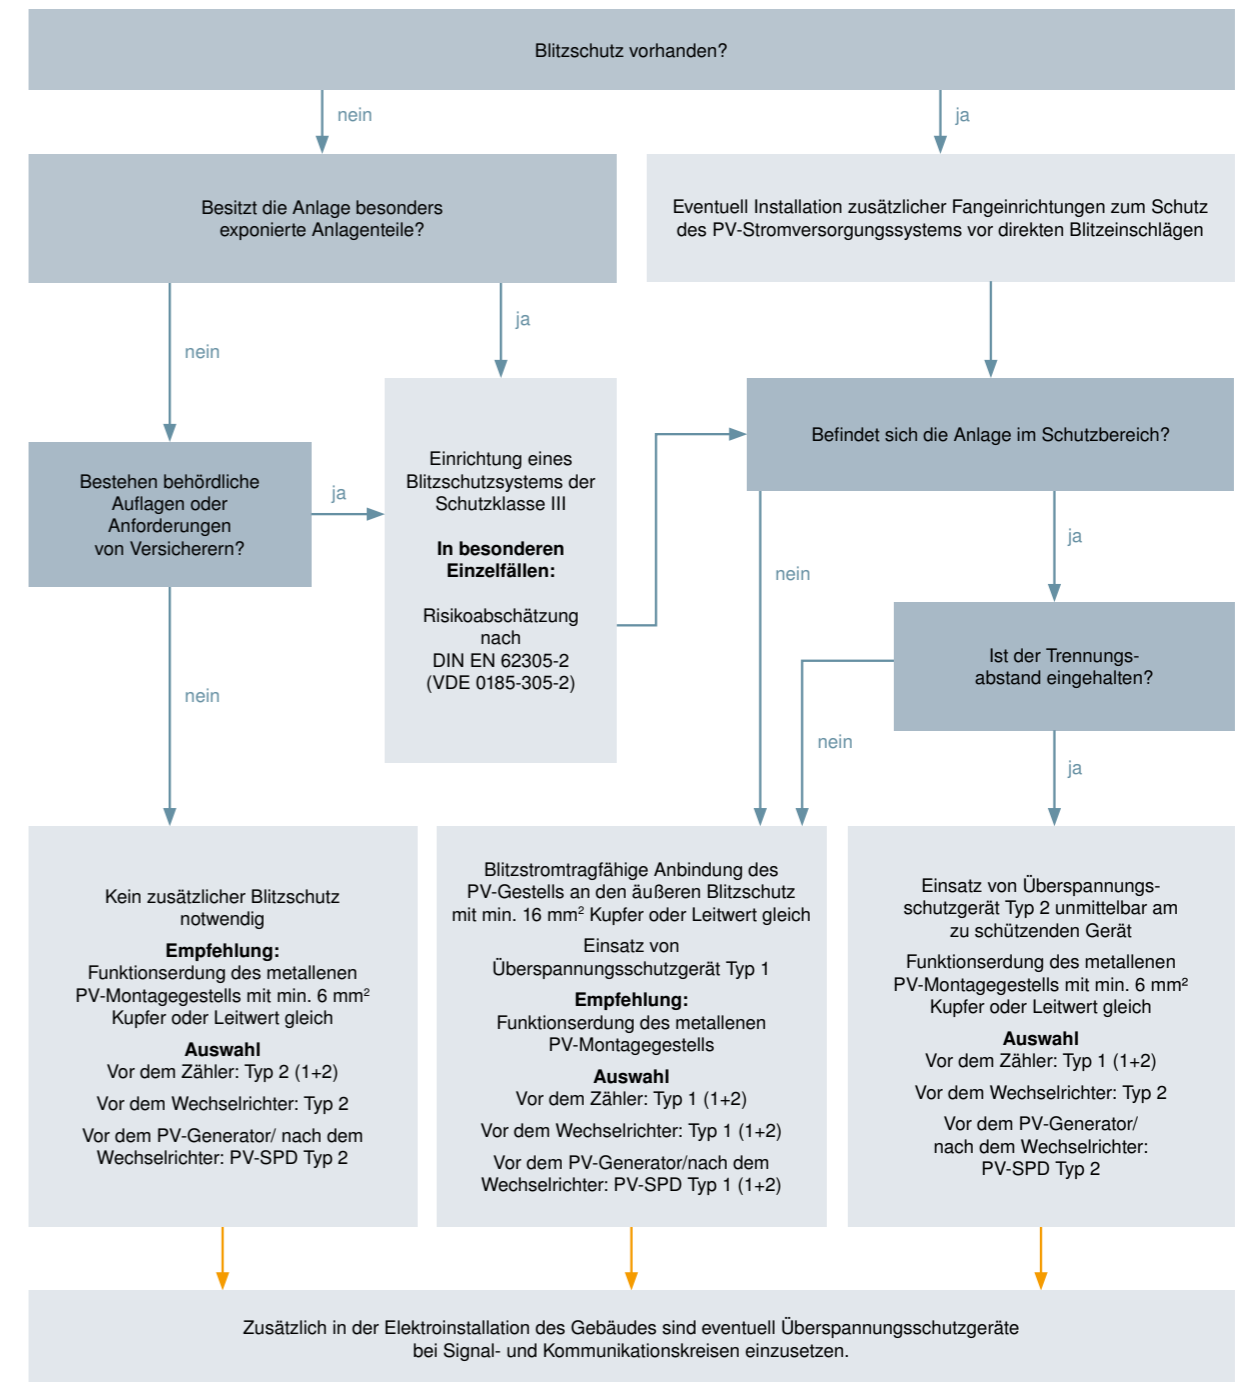 Blitzschutz vorhanden?
nein
ja
Besitzt die Anlage besonders
exponierte Anlagenteile?
Eventuell Installation zusätzlicher Fangeinrichtungen zum Schutz
des PV-Stromversorgungssystems vor direkten Blitzeinschlägen
nein
ja
Bestehen behördliche
Auflagen oder
Anforderungen
von Versicherern?
ja
Einrichtung eines
Blitzschutzsystems der
Schutzklasse III
In besonderen
Einzelfällen:
Risikoabschätzung
nach
DIN EN 62305-2
(VDE 0185-305-2)
Befindet sich die Anlage im Schutzbereich?
nein
ja
Ist der Trennungs-
abstand eingehalten?
nein
nein
ja
Kein zusätzlicher Blitzschutz
notwendig
Empfehlung:
Funktionserdung des metallenen
PV-Montagegestells mit min. 6 mm²
Kupfer oder Leitwert gleich
Auswahl
Vor dem Zähler: Typ 2 (1+2)
Vor dem Wechselrichter: Typ 2
Vor dem PV-Generator/ nach dem
Wechselrichter: PV-SPD Typ 2
Blitzstromtragfähige Anbindung des
PV-Gestells an den äußeren Blitzschutz
mit min. 16 mm² Kupfer oder Leitwert gleich
Einsatz von
Überspannungsschutzgerät Typ 1
Empfehlung:
Funktionserdung des metallenen
PV-Montagegestells
Auswahl
Vor dem Zähler: Typ 1 (1+2)
Vor dem Wechselrichter: Typ 1 (1+2)
Vor dem PV-Generator/nach dem
Wechselrichter: PV-SPD Typ 1 (1+2)
Einsatz von Überspannungs-
schutzgerät Typ 2 unmittelbar am
zu schützenden Gerät
Funktionserdung des metallenen
PV-Montagegestells mit min. 6 mm²
Kupfer oder Leitwert gleich
Auswahl
Vor dem Zähler: Typ 1 (1+2)
Vor dem Wechselrichter: Typ 2
Vor dem PV-Generator/
nach dem Wechselrichter:
PV-SPD Typ 2
Zusätzlich in der Elektroinstallation des Gebäudes sind eventuell Überspannungsschutzgeräte
bei Signal- und Kommunikationskreisen einzusetzen.